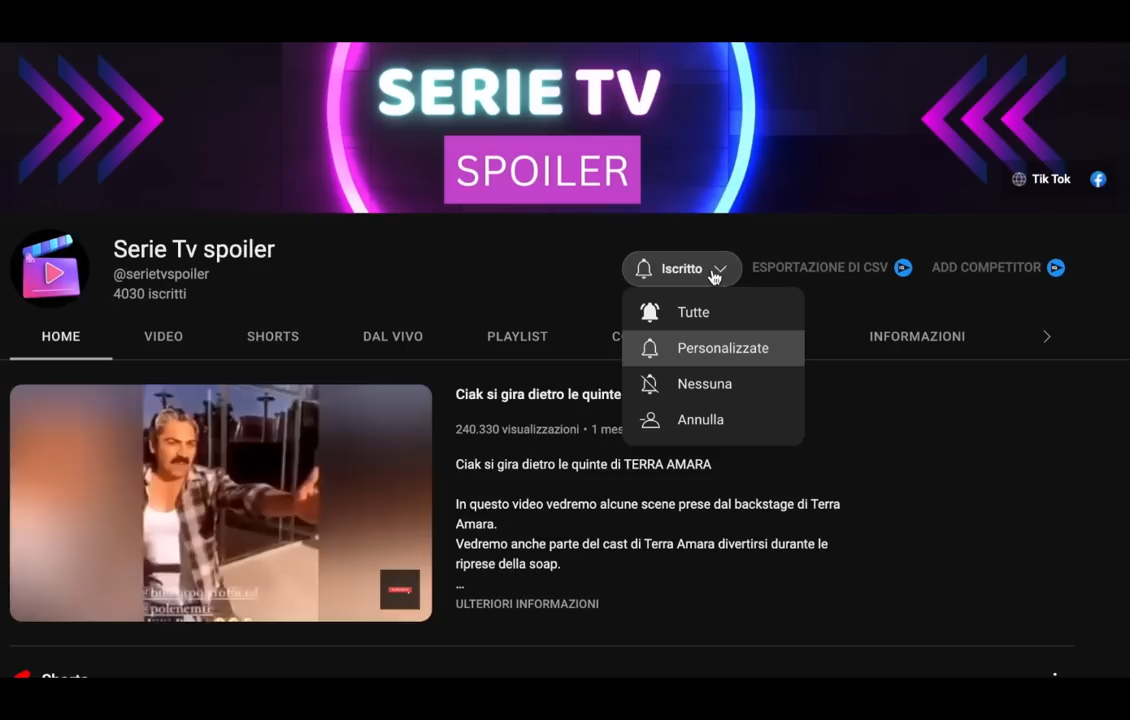 SERIE TV
SPOILER
Tik Tok
Serie Tv spoiler
@serietvspoiler
4030 iscritti
Iscritto
ESPORTAZIONE DI CSV
ADD COMPETITOR
Tutte
Personalizzate
Nessuna
Annulla
HOME
VIDEO
SHORTS
DAL VIVO
PLAYLIST
INFORMAZIONI
Ciak si gira dietro le quinte
240.330 visualizzazioni • 1 mes
Ciak si gira dietro le quinte di TERRA AMARA
In questo video vedremo alcune scene prese dal backstage di Terra
Amara.
Vedremo anche parte del cast di Terra Amara divertirsi durante le
riprese della soap.
...
ULTERIORI INFORMAZIONI